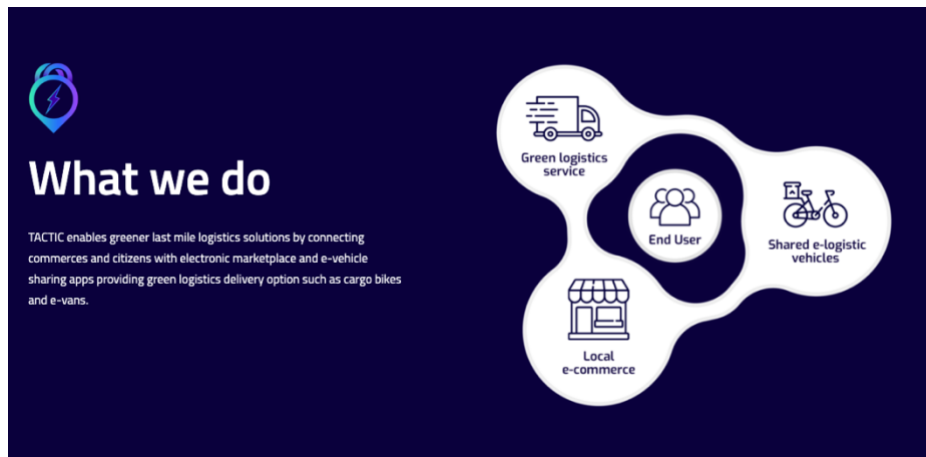 What we do
TACTIC enables greener last mile logistics solutions by connecting
commerces and citizens with electronic marketplace and e-vehicle
sharing apps providing green logistics delivery option such as cargo bikes
and e-vans.
Green logistics
service
End User
Shared e-logistic
vehicles
Local
e-commerce